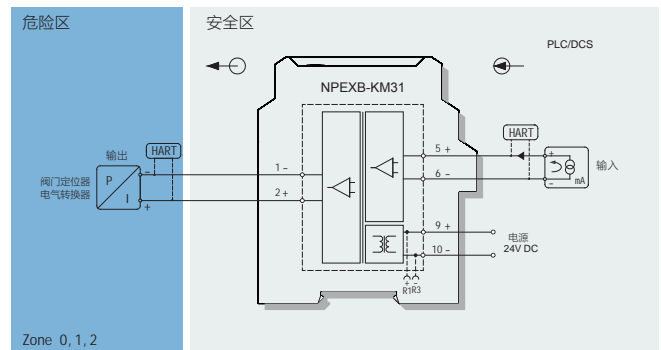 危险区
安全区
PLC/DCS
NPEXB-KM31
HART
HART
输出
1 -
5 +
输入
阀门定位器
电气转换器
P
I
-
+
2 +
6 -
+
-
mA
9 +
电源
24V DC
10 -
+ -
R1R3
Zone 0,1,2